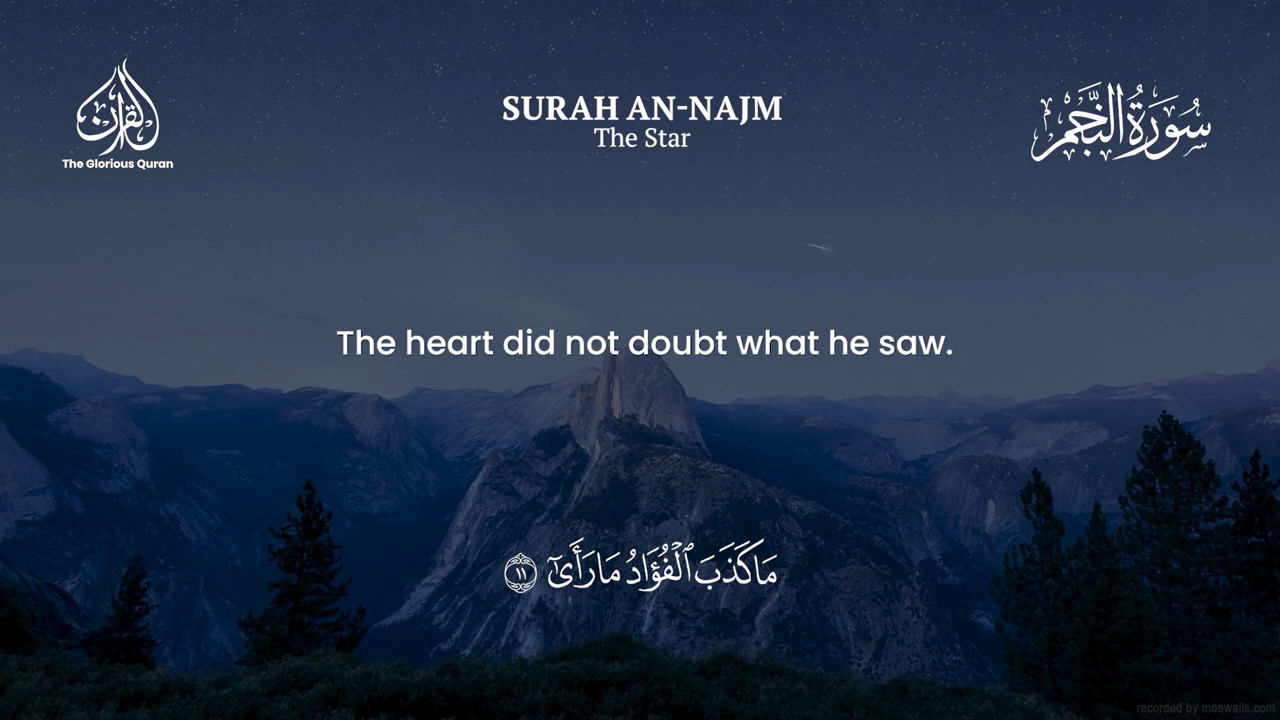 القرآن
The Glorious Quran
SURAH AN-NAJM
The Star
سُورَةُ النَّجْمِ
The heart did not doubt what he saw.
مَا كَذَبَ ٱلْفُؤَادُ مَا رَأَىٰٓ ١١
recorded by moewalls.com